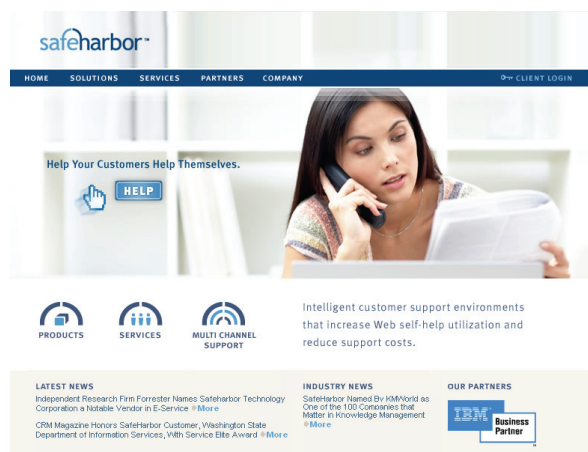 safeharbor™
HOME SOLUTIONS SERVICES PARTNERS COMPANY CLIENT LOGIN
Help Your Customers Help Themselves.
HELP
PRODUCTS
SERVICES
MULTI CHANNEL
SUPPORT
Intelligent customer support environments
that increase Web self-help utilization and
reduce support costs.
LATEST NEWS
Independent Research Firm Forrester Names Safeharbor Technology
Corporation a Notable Vendor in E-Service More
CRM Magazine Honors SafeHarbor Customer, Washington State
Department of Information Services, With Service Elite Award More
INDUSTRY NEWS
SafeHarbor Named By KMWorld as
One of the 100 Companies that
Matter in Knowledge Management
More
OUR PARTNERS
IBM
Business
Partner